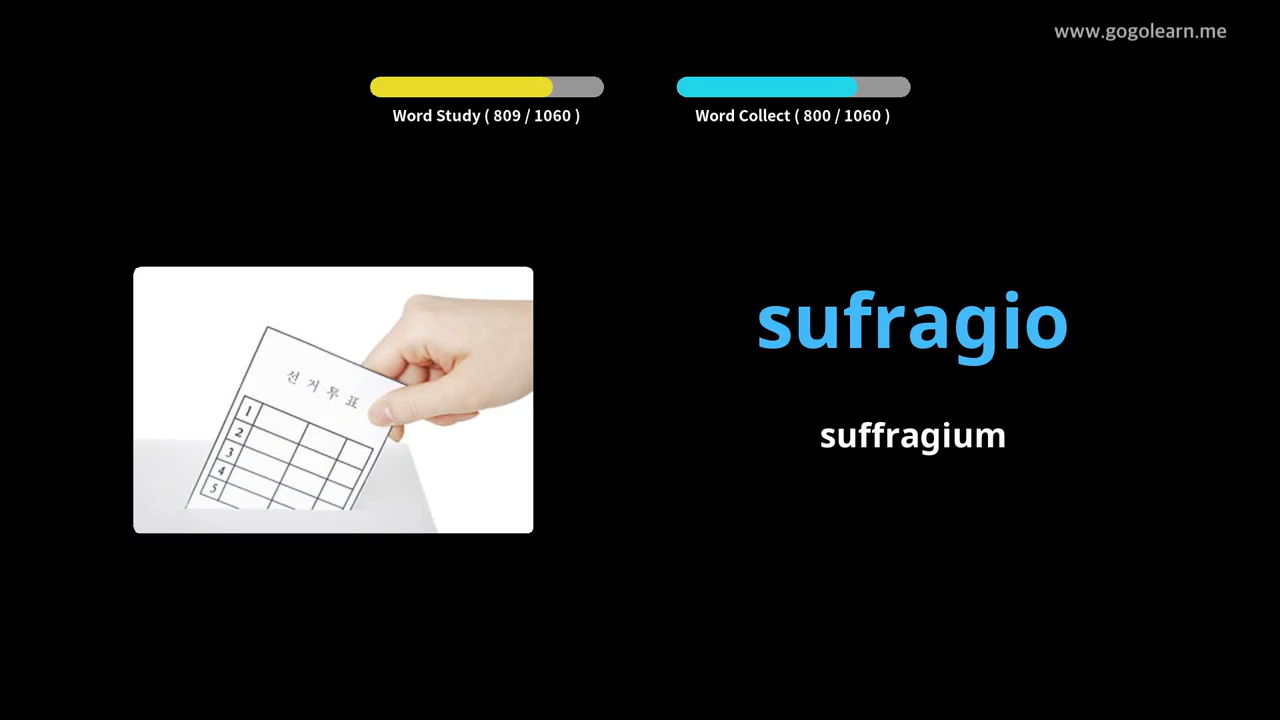 www.gogolearn.me
Word Study ( 809 / 1060 )
Word Collect ( 800 / 1060 )
선거투표
1
2
3
4
5
sufragio
suffragium